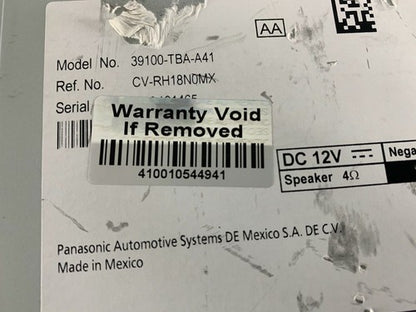 AA
Model No. 39100-TBA-A41
Ref. No. CV-RH18N0MX
Serial
Warranty Void
If Removed
410010544941
DC 12V
Speaker 4Ω
Panasonic Automotive Systems DE Mexico S.A. DE C.V.
Made in Mexico